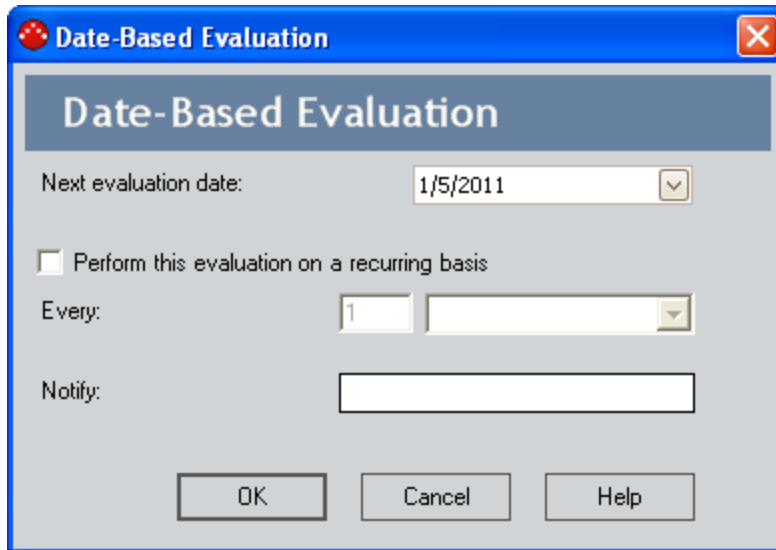 Date-Based Evaluation
Date-Based Evaluation
Next evaluation date: 1/5/2011
Perform this evaluation on a recurring basis
Every: 1
Notify:
OK Cancel Help